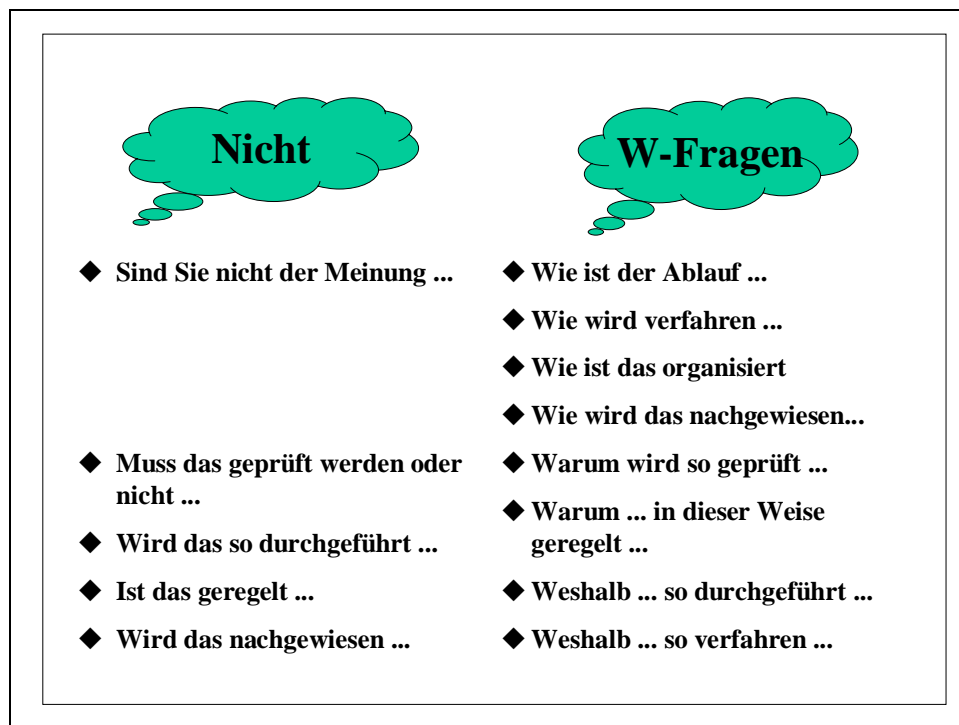 Nicht
◆ Sind Sie nicht der Meinung ...
◆ Muss das geprüft werden oder
nicht ...
◆ Wird das so durchgeführt ...
◆ Ist das geregelt ...
◆ Wird das nachgewiesen ...
W-Fragen
◆ Wie ist der Ablauf ...
◆ Wie wird verfahren ...
◆ Wie ist das organisiert
◆ Wie wird das nachgewiesen...
◆ Warum wird so geprüft ...
◆ Warum ... in dieser Weise
geregelt ...
◆ Weshalb ... so durchgeführt ...
◆ Weshalb ... so verfahren ...